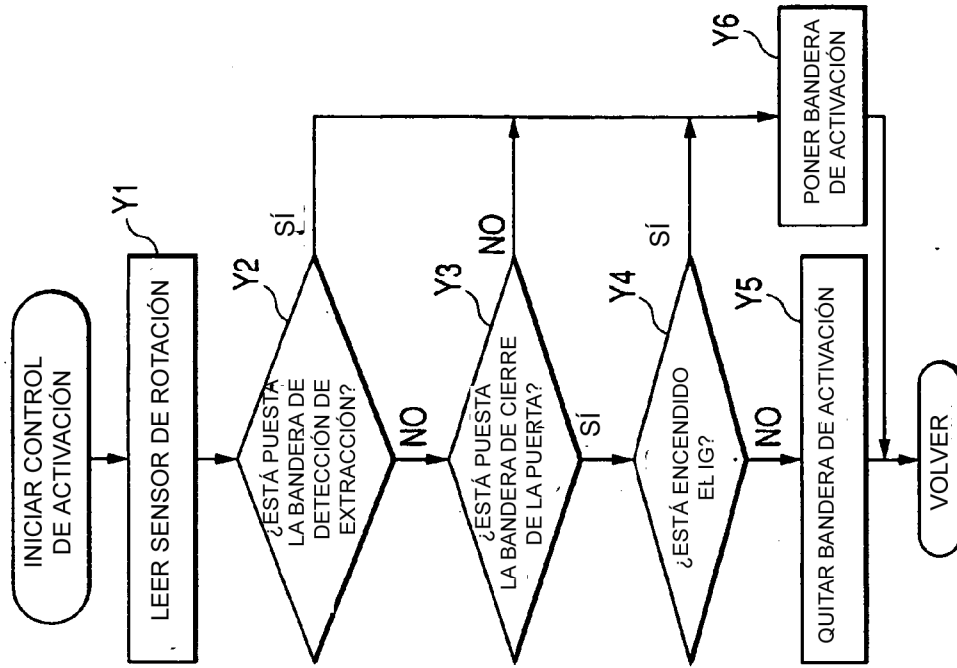 INICIAR CONTROL
DE ACTIVACIÓN
Y1
LEER SENSOR DE ROTACIÓN
Y2
¿ESTÁ PUESTA
LA BANDERA DE
DETECCIÓN DE
EXTRACCIÓN?
SÍ
NO
Y3
¿ESTÁ PUESTA
LA BANDERA DE CIERRE
DE LA PUERTA?
NO
SÍ
Y4
¿ESTÁ ENCENDIDO
EL IG?
SÍ
NO
Y5
QUITAR BANDERA DE ACTIVACIÓN
Y6
PONER BANDERA
DE ACTIVACIÓN
VOLVER